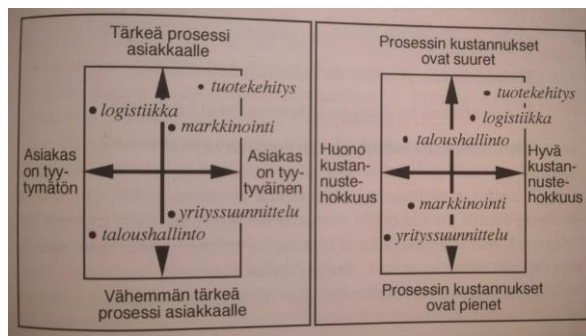 Tärkeä prosessi
asiakkaalle
tuotekehitys
logistiikka
markkinointi
Asiakas
on tyy-
tymätön
Asiakas
on tyy-
tyväinen
yrityssuunnittelu
taloushallinto
Vähemmän tärkeä
prosessi asiakkaalle
Prosessin kustannukset
ovat suuret
tuotekehitys
logistiikka
taloushallinto
Huono
kustan-
nuste-
hokkuus
Hyvä
kustan-
nuste-
hokkuus
markkinointi
yrityssuunnittelu
Prosessin kustannukset
ovat pienet